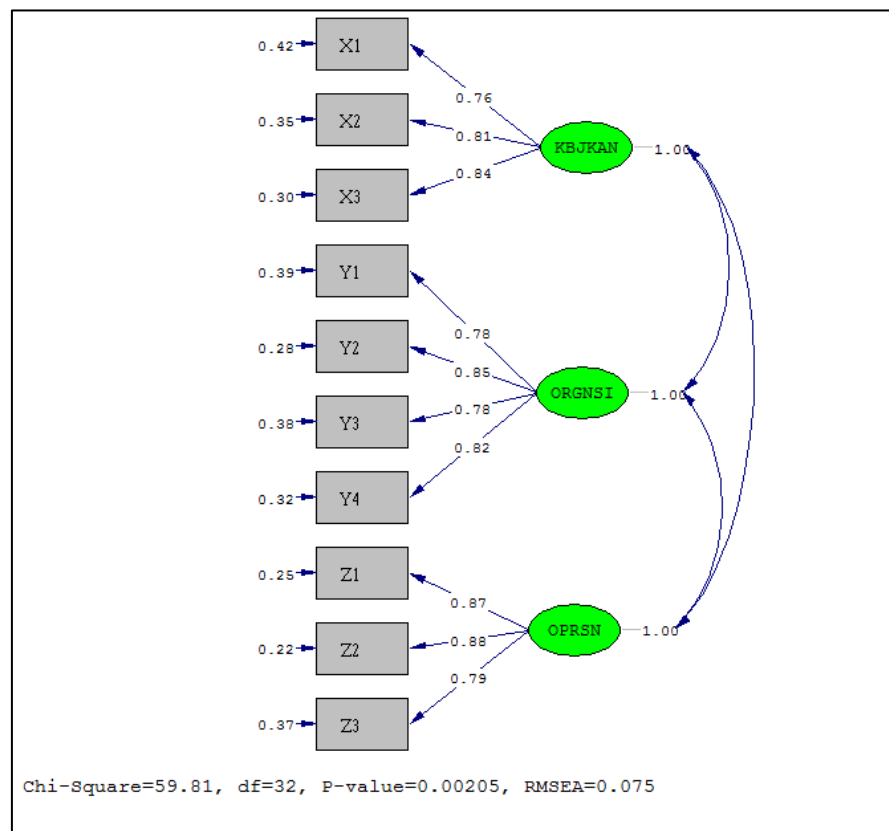 0.42 X1
0.76
0.35 X2
0.81
KBJKAN 1.00
0.84
0.30 X3
0.39 Y1
0.78
0.28 Y2
0.85
ORGNSI 1.00
0.78
0.38 Y3
0.82
0.32 Y4
0.25 Z1
0.87
OPRSN 1.00
0.88
0.22 Z2
0.79
0.37 Z3
Chi-Square=59.81, df=32, P-value=0.00205, RMSEA=0.075